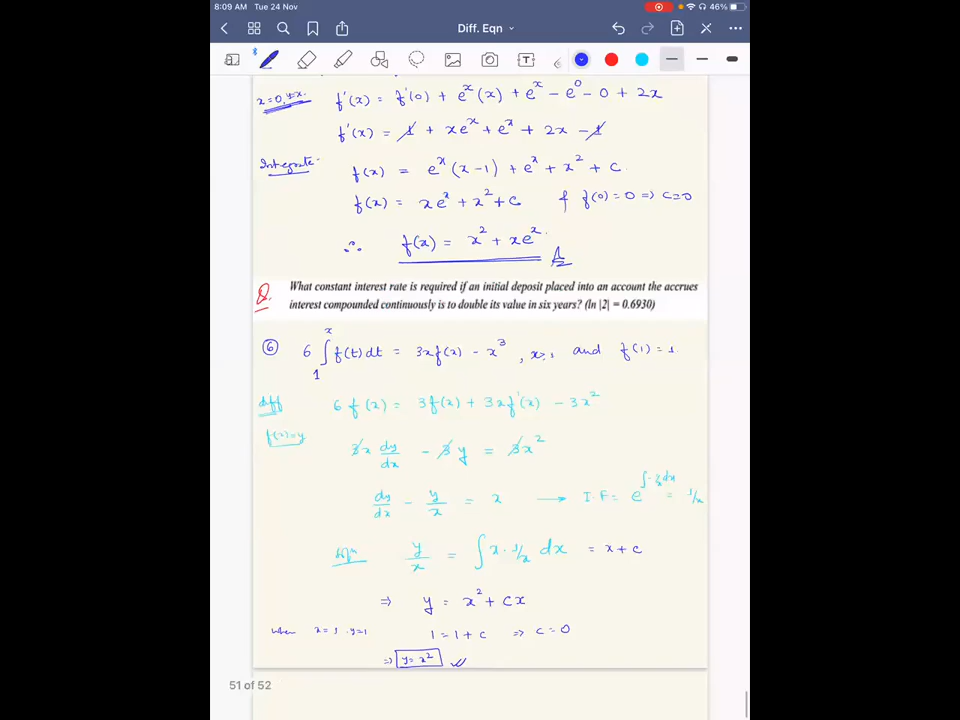 8:09 AM Tue 24 Nov 46%
Diff. Eqn
x=0, y=x. f'(x) = f'(0) + e^x(x) + e^x − e^0 − 0 + 2x
f'(x) = 1 + xe^x + e^x + 2x − 1
Integrate f(x) = e^x(x−1) + e^x + x^2 + c
f(x) = xe^x + x^2 + c f f(0)=0 => c=0
∴ f(x) = x^2 + xe^x.
Q. What constant interest rate is required if an initial deposit placed into an account the accrues
interest compounded continuously is to double its value in six years? (ln |2| = 0.6930)
⑥ 6 ∫_1^x f(t)dt = 3xf(x) − x^3, x≥1 and f(1) = 1.
diff 6 f(x) = 3f(x) + 3xf'(x) − 3x^2
f(x)=y
3x dy/dx − 3y = 3x^2
dy/dx − y/x = x → I.F = e^∫-1/x dx = 1/x
y/x = ∫ x · 1/x dx = x + c
⇒ y = x^2 + cx
When x=1, y=1 1 = 1 + c ⇒ c = 0
⇒ y = x^2
51 of 52